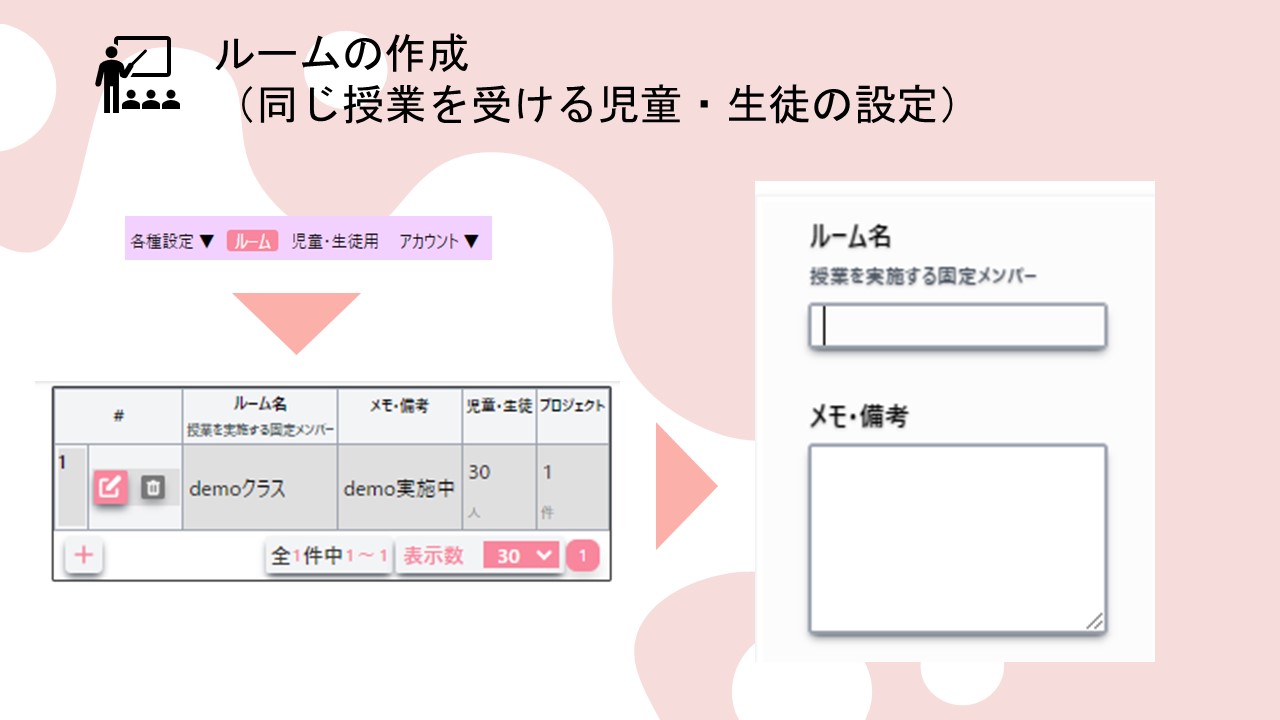 ルームの作成
（同じ授業を受ける児童・生徒の設定）
各種設定 ▼ ルーム 児童・生徒用 アカウント ▼
# ルーム名 メモ・備考 児童・生徒 プロジェクト
授業を実施する固定メンバー
1 demoクラス demo実施中 30 1
人 件
+ 全1件中1～1 表示数 30 1
ルーム名
授業を実施する固定メンバー
メモ・備考